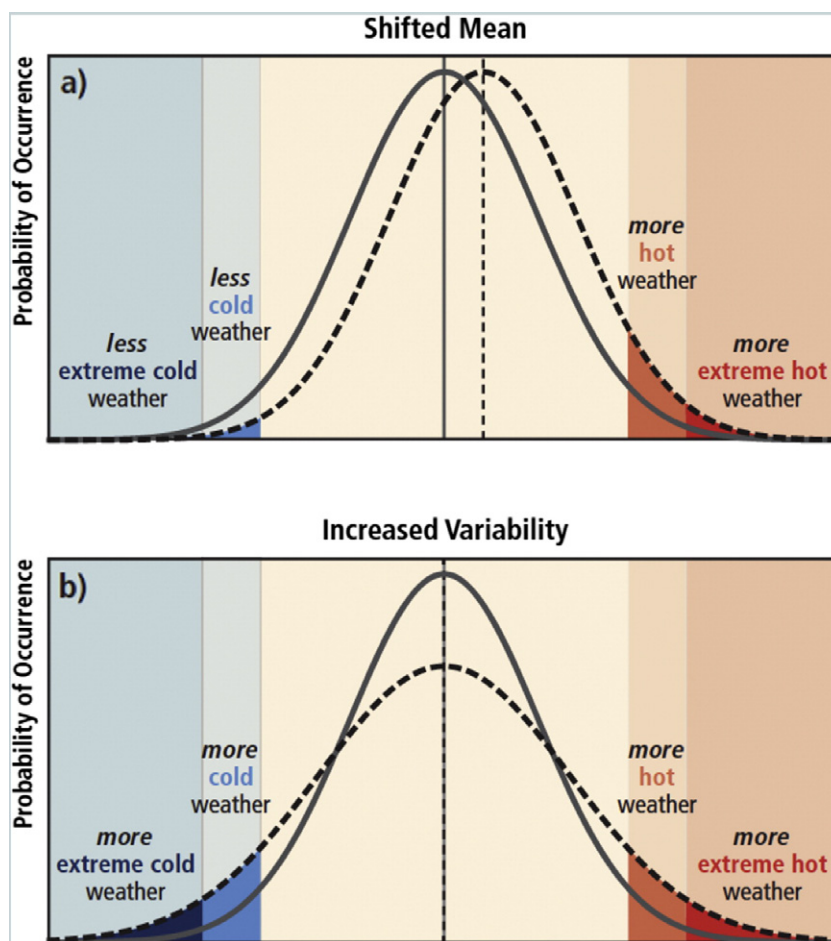 Shifted Mean
a)
Probability of Occurrence
less
extreme cold
weather
less
cold
weather
more
hot
weather
more
extreme hot
weather
Increased Variability
b)
Probability of Occurrence
more
extreme cold
weather
more
cold
weather
more
hot
weather
more
extreme hot
weather